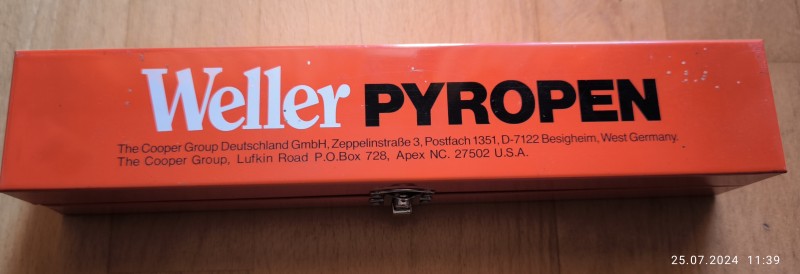 Weller PYROPEN
The Cooper Group Deutschland GmbH, Zeppelinstraße 3, Postfach 1351, D-7122 Besigheim, West Germany.
The Cooper Group, Lufkin Road P.O.Box 728, Apex NC. 27502 U.S.A.
25.07.2024 11:39